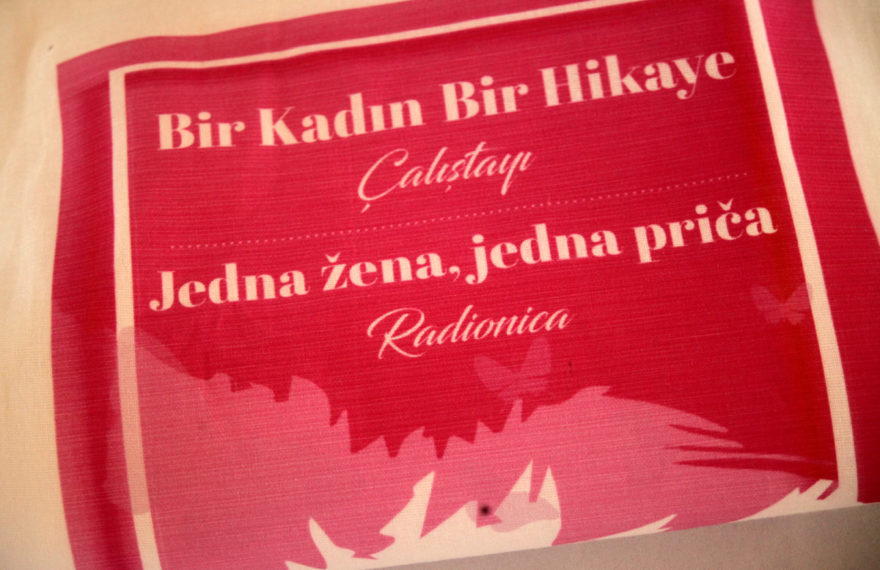 Bir Kadın Bir Hikaye
Çalıştayı
Jedna žena, jedna priča
Radionica